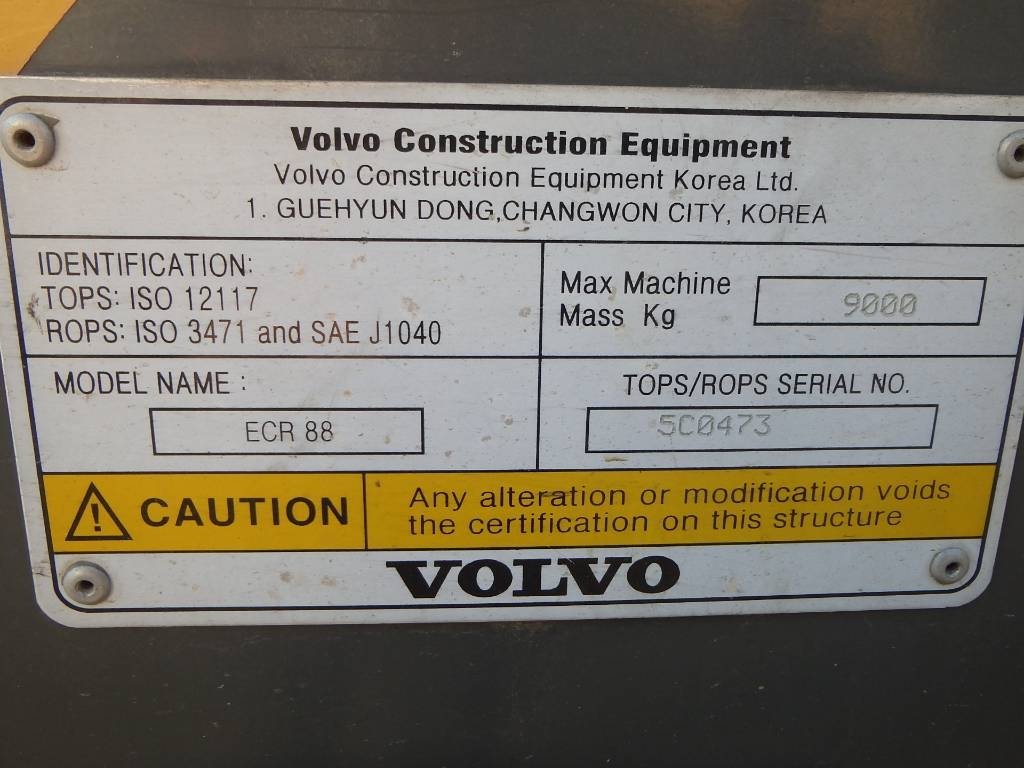 Volvo Construction Equipment
Volvo Construction Equipment Korea Ltd.
1. GUEHYUN DONG,CHANGWON CITY, KOREA
IDENTIFICATION:
TOPS: ISO 12117
ROPS: ISO 3471 and SAE J1040
Max Machine
Mass Kg
9000
MODEL NAME :
ECR 88
TOPS/ROPS SERIAL NO.
5C0473
CAUTION
Any alteration or modification voids
the certification on this structure
VOLVO